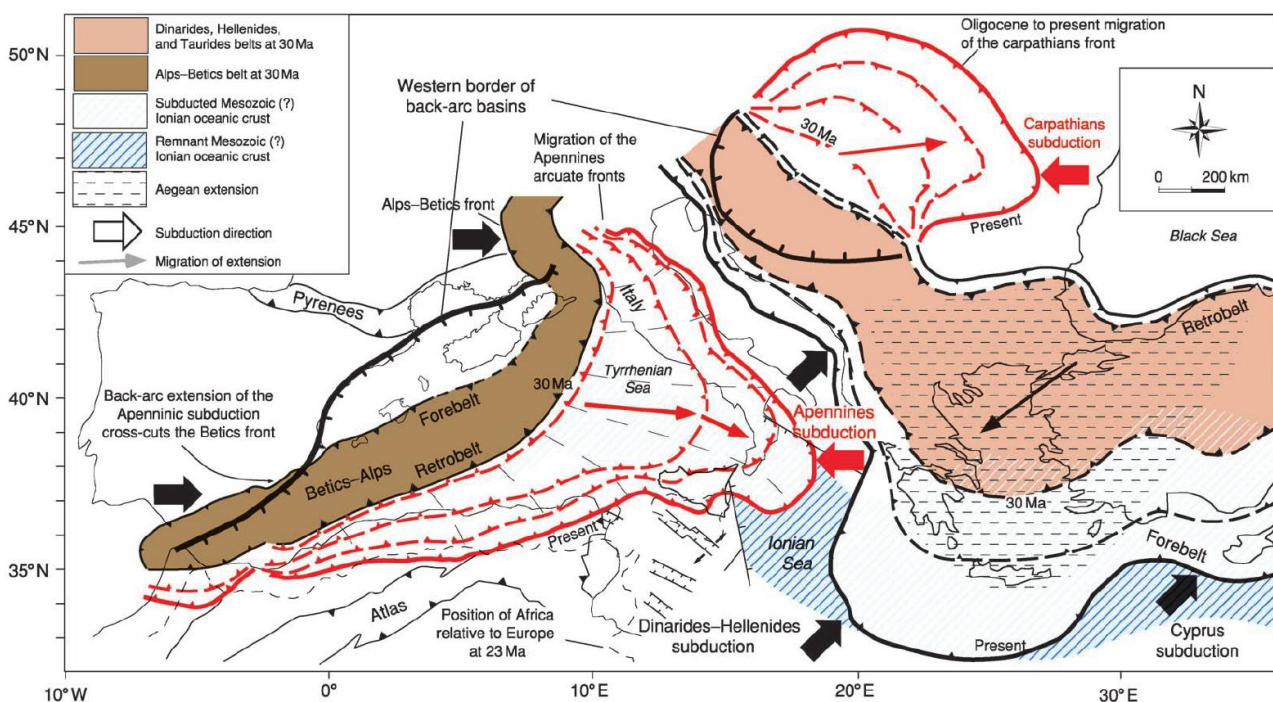 Dinarides, Hellenides,
and Taurides belts at 30 Ma
Alps–Betics belt at 30 Ma
Subducted Mesozoic (?)
Ionian oceanic crust
Remnant Mesozoic (?)
Ionian oceanic crust
Aegean extension
Subduction direction
Migration of extension
50°N
45°N
40°N
35°N
10°W
0°
10°E
20°E
30°E
Oligocene to present migration
of the carpathians front
Western border of
back-arc basins
N
0 200 km
30 Ma
Carpathians
subduction
Present
Black Sea
Migration of the
Apennines
arcuate fronts
Alps–Betics front
Pyrenees
Italy
Retrobelt
Tyrrhenian
Sea
30 Ma
Back-arc extension of the
Apenninic subduction
cross-cuts the Betics front
Forebelt
Betics–Alps
Retrobelt
Apennines
subduction
30 Ma
Present
Ionian
Sea
Forebelt
Atlas
Position of Africa
relative to Europe
at 23 Ma
Dinarides–Hellenides
subduction
Present
Cyprus
subduction